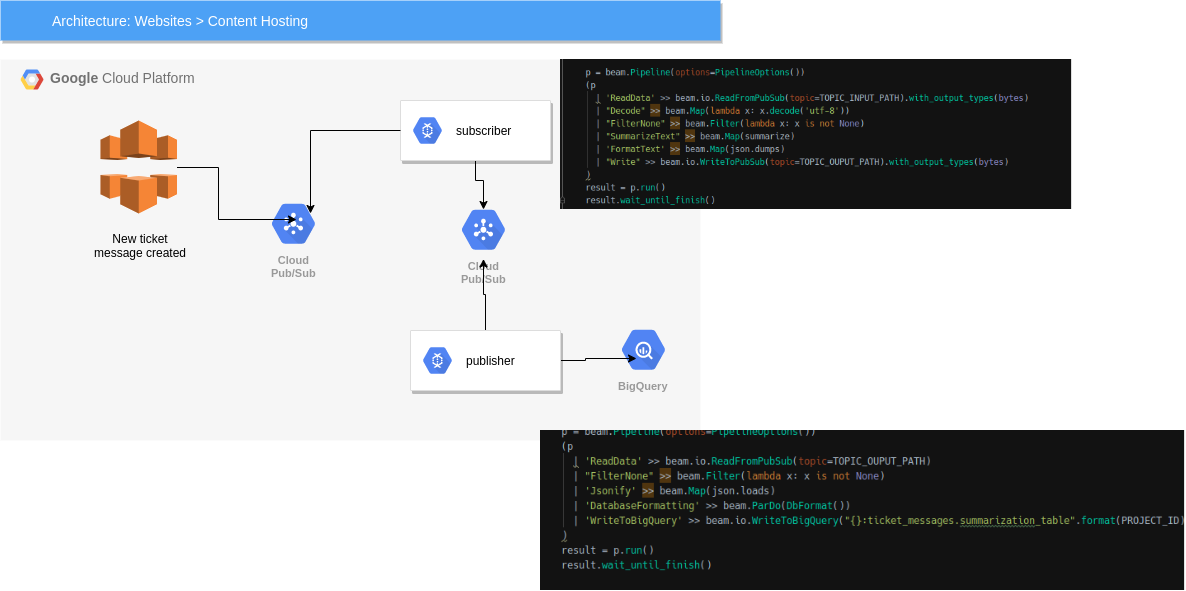 Architecture: Websites > Content Hosting
Google Cloud Platform
New ticket
message created
Cloud
Pub/Sub
subscriber
Cloud
Pub/Sub
publisher
BigQuery
p = beam.Pipeline(options=PipelineOptions())
(p
| 'ReadData' >> beam.io.ReadFromPubSub(topic=TOPIC_INPUT_PATH).with_output_types(bytes)
| "Decode" >> beam.Map(lambda x: x.decode('utf-8'))
| "FilterNone" >> beam.Filter(lambda x: x is not None)
| "SummarizeText" >> beam.Map(summarize)
| 'FormatText' >> beam.Map(json.dumps)
| "Write" >> beam.io.WriteToPubSub(topic=TOPIC_OUPUT_PATH).with_output_types(bytes)
)
result = p.run()
result.wait_until_finish()
p = beam.Pipeline(options=PipelineOptions())
(p
| 'ReadData' >> beam.io.ReadFromPubSub(topic=TOPIC_OUPUT_PATH)
| "FilterNone" >> beam.Filter(lambda x: x is not None)
| 'Jsonify' >> beam.Map(json.loads)
| 'DatabaseFormatting' >> beam.ParDo(DbFormat())
| 'WriteToBigQuery' >> beam.io.WriteToBigQuery("{}:ticket_messages.summarization_table".format(PROJECT_ID)
)
result = p.run()
result.wait_until_finish()